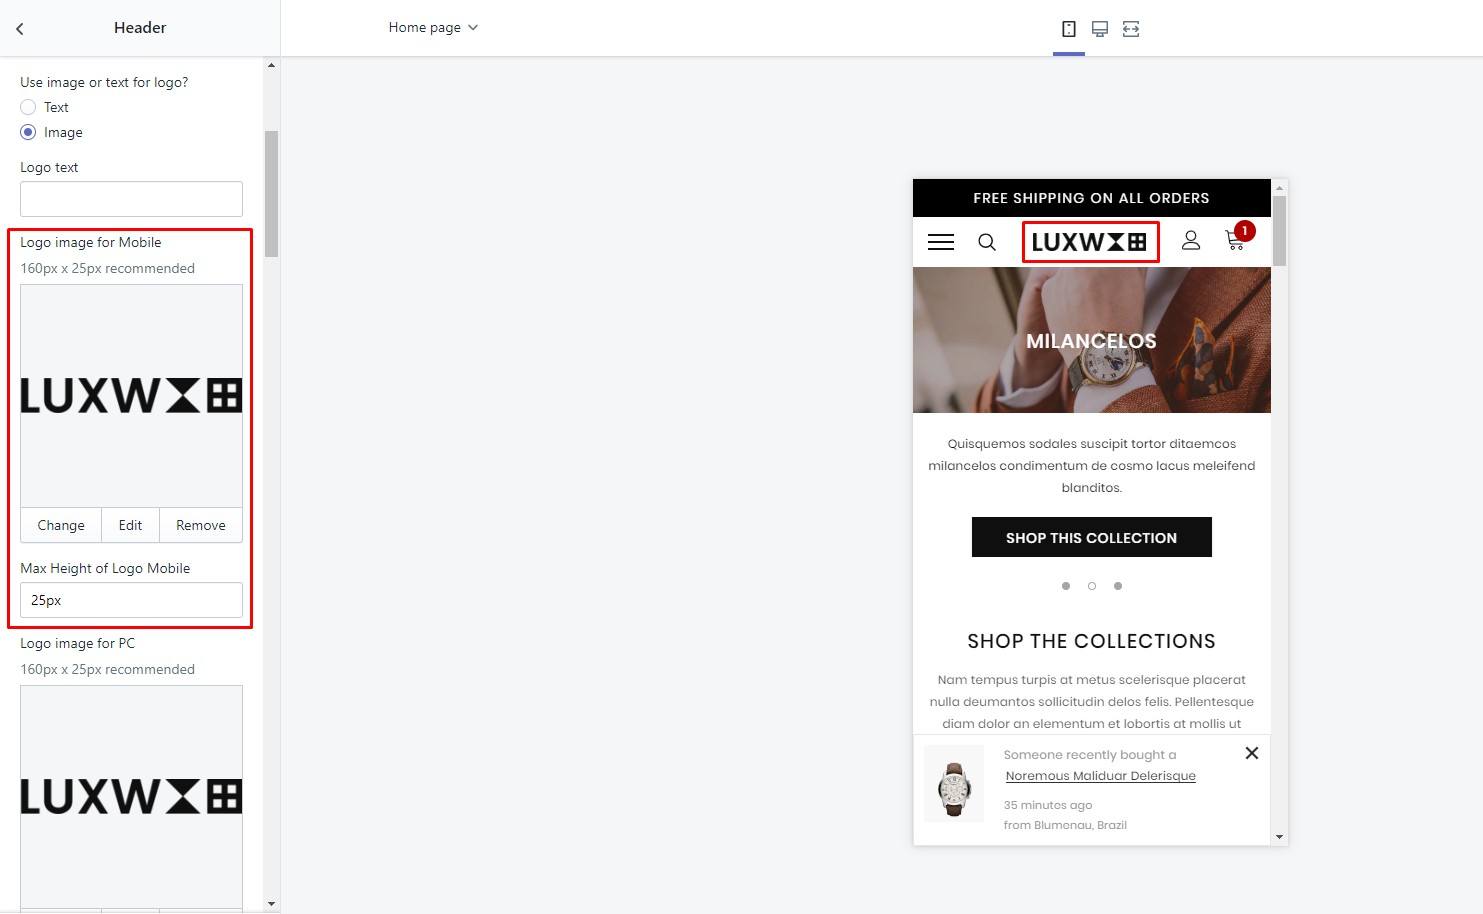 Header
Home page
Use image or text for logo?
Text
Image
Logo text
Logo image for Mobile
160px x 25px recommended
LUXW
Change
Edit
Remove
Max Height of Logo Mobile
25px
Logo image for PC
160px x 25px recommended
LUXW
FREE SHIPPING ON ALL ORDERS
LUXW
1
MILANCELOS
Quisquemos sodales suscipit tortor ditaemcos
milancelos condimentum de cosmo lacus meleifend
blanditos.
SHOP THIS COLLECTION
SHOP THE COLLECTIONS
Nam tempus turpis at metus scelerisque placerat
nulla deumantos sollicitudin delos felis. Pellentesque
diam dolor an elementum et lobortis at mollis ut
Someone recently bought a
Noremous Maliduar Delerisque
35 minutes ago
from Blumenau, Brazil